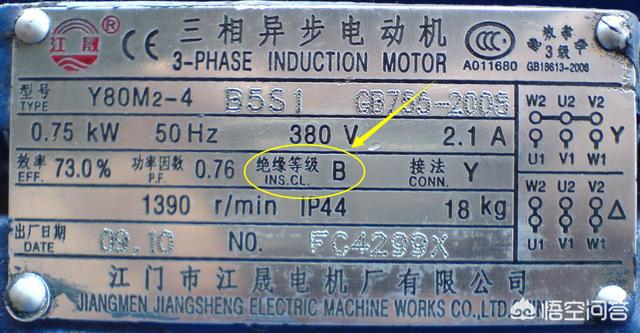 三相异步电动机
3-PHASE INDUCTION MOTOR
江晟
CE
CCC
A011680
3级
GB18613-2006
型号 TYPE Y80M2-4 B5S1 GB755-2008
0.75 kW 50 Hz 380 V 2.1 A
效率 EFF. 73.0% 功率因数 P.F. 0.76 绝缘等级 INS.CL. B 接法 CONN. Y
1390 r/min IP44 18 kg
出厂日期 DATE 09.10 NO. FC4299X
W2 U2 V2
Y
U1 V1 W1
W2 U2 V2
△
U1 V1 W1
江门市江晟电机厂有限公司
JIANGMEN JIANGSHENG ELECTRIC MACHINE WORKS CO., LTD.
悟空问答